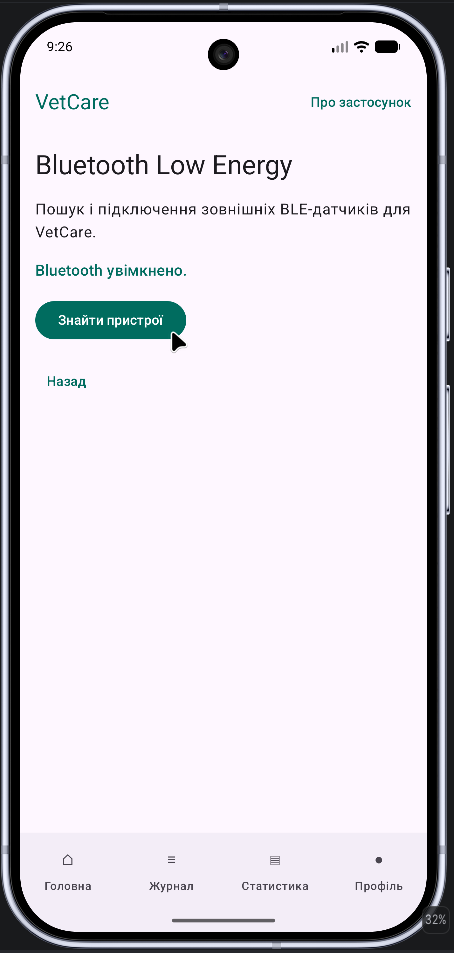 9:26
VetCare
Про застосунок
Bluetooth Low Energy
Пошук і підключення зовнішніх BLE-датчиків для
VetCare.
Bluetooth увімкнено.
Знайти пристрої
Назад
Головна
Журнал
Статистика
Профіль
32%